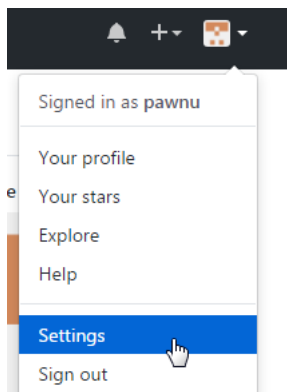 Signed in as pawnu
Your profile
Your stars
e
Explore
Help
Settings
Sign out